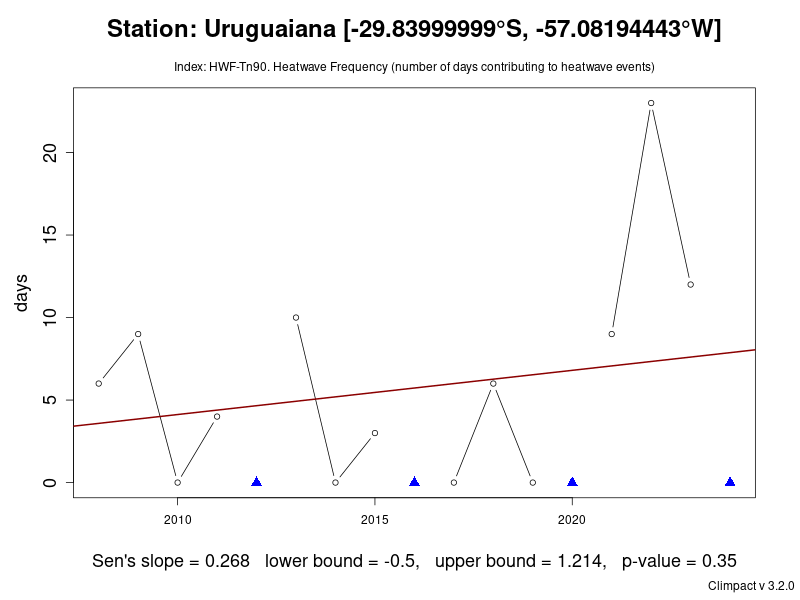 Station: Uruguaiana [-29.83999999°S, -57.08194443°W]
Index: HWF-Tn90. Heatwave Frequency (number of days contributing to heatwave events)
days
20
15
10
5
0
2010 2015 2020
Sen's slope = 0.268 lower bound = -0.5, upper bound = 1.214, p-value = 0.35
Climpact v 3.2.0